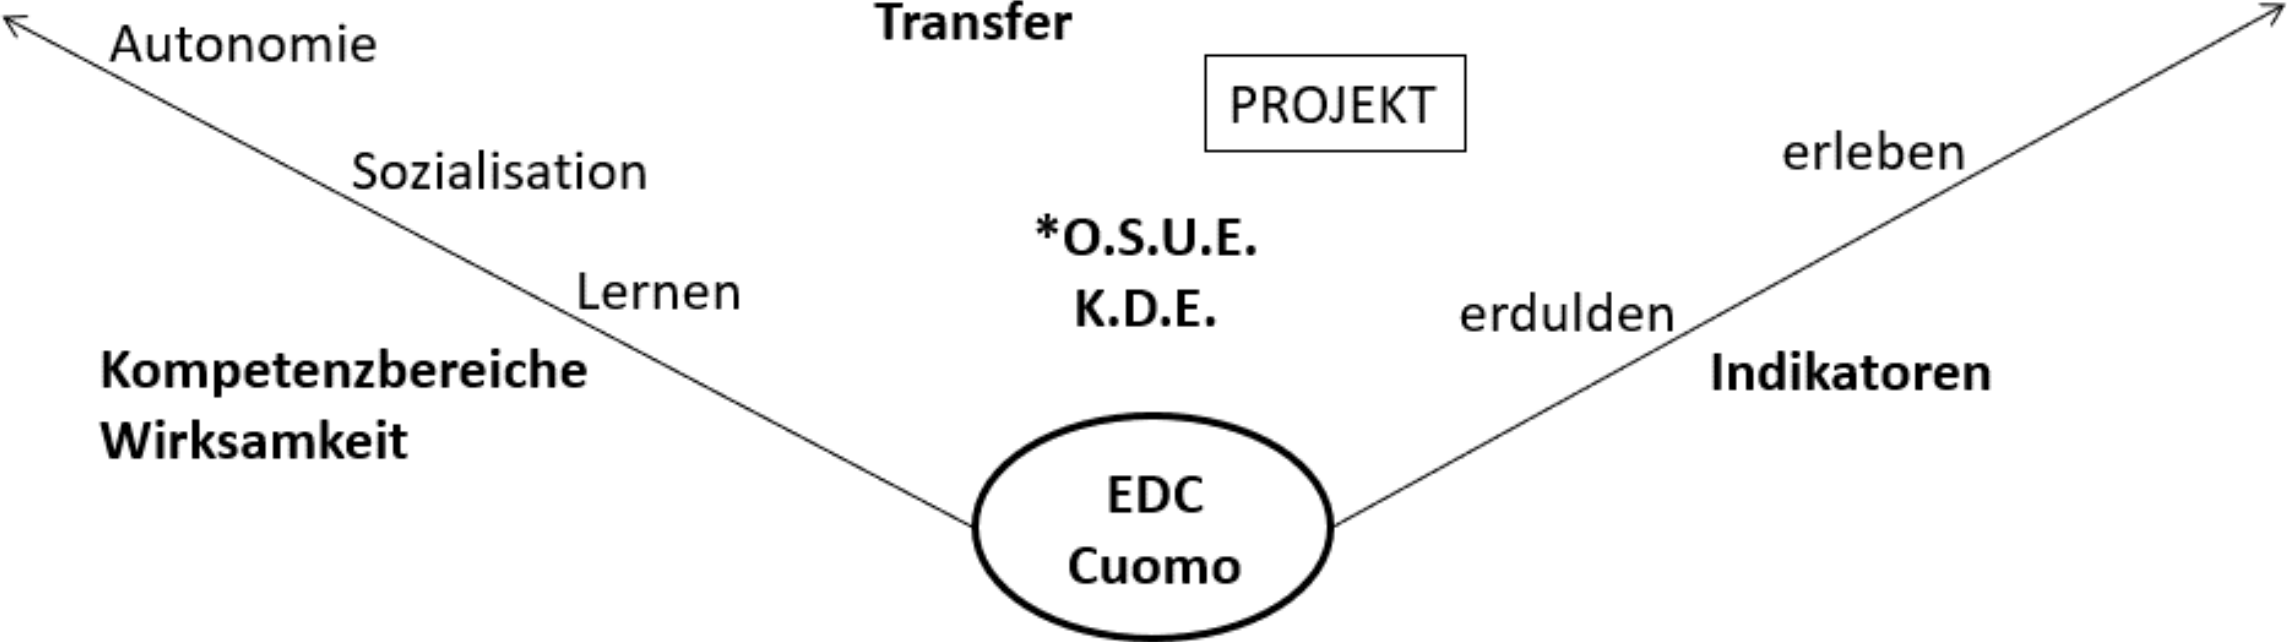 Transfer
Autonomie
PROJEKT
erleben
Sozialisation
*O.S.U.E.
K.D.E.
Lernen
erdulden
Kompetenzbereiche
Wirksamkeit
Indikatoren
EDC
Cuomo